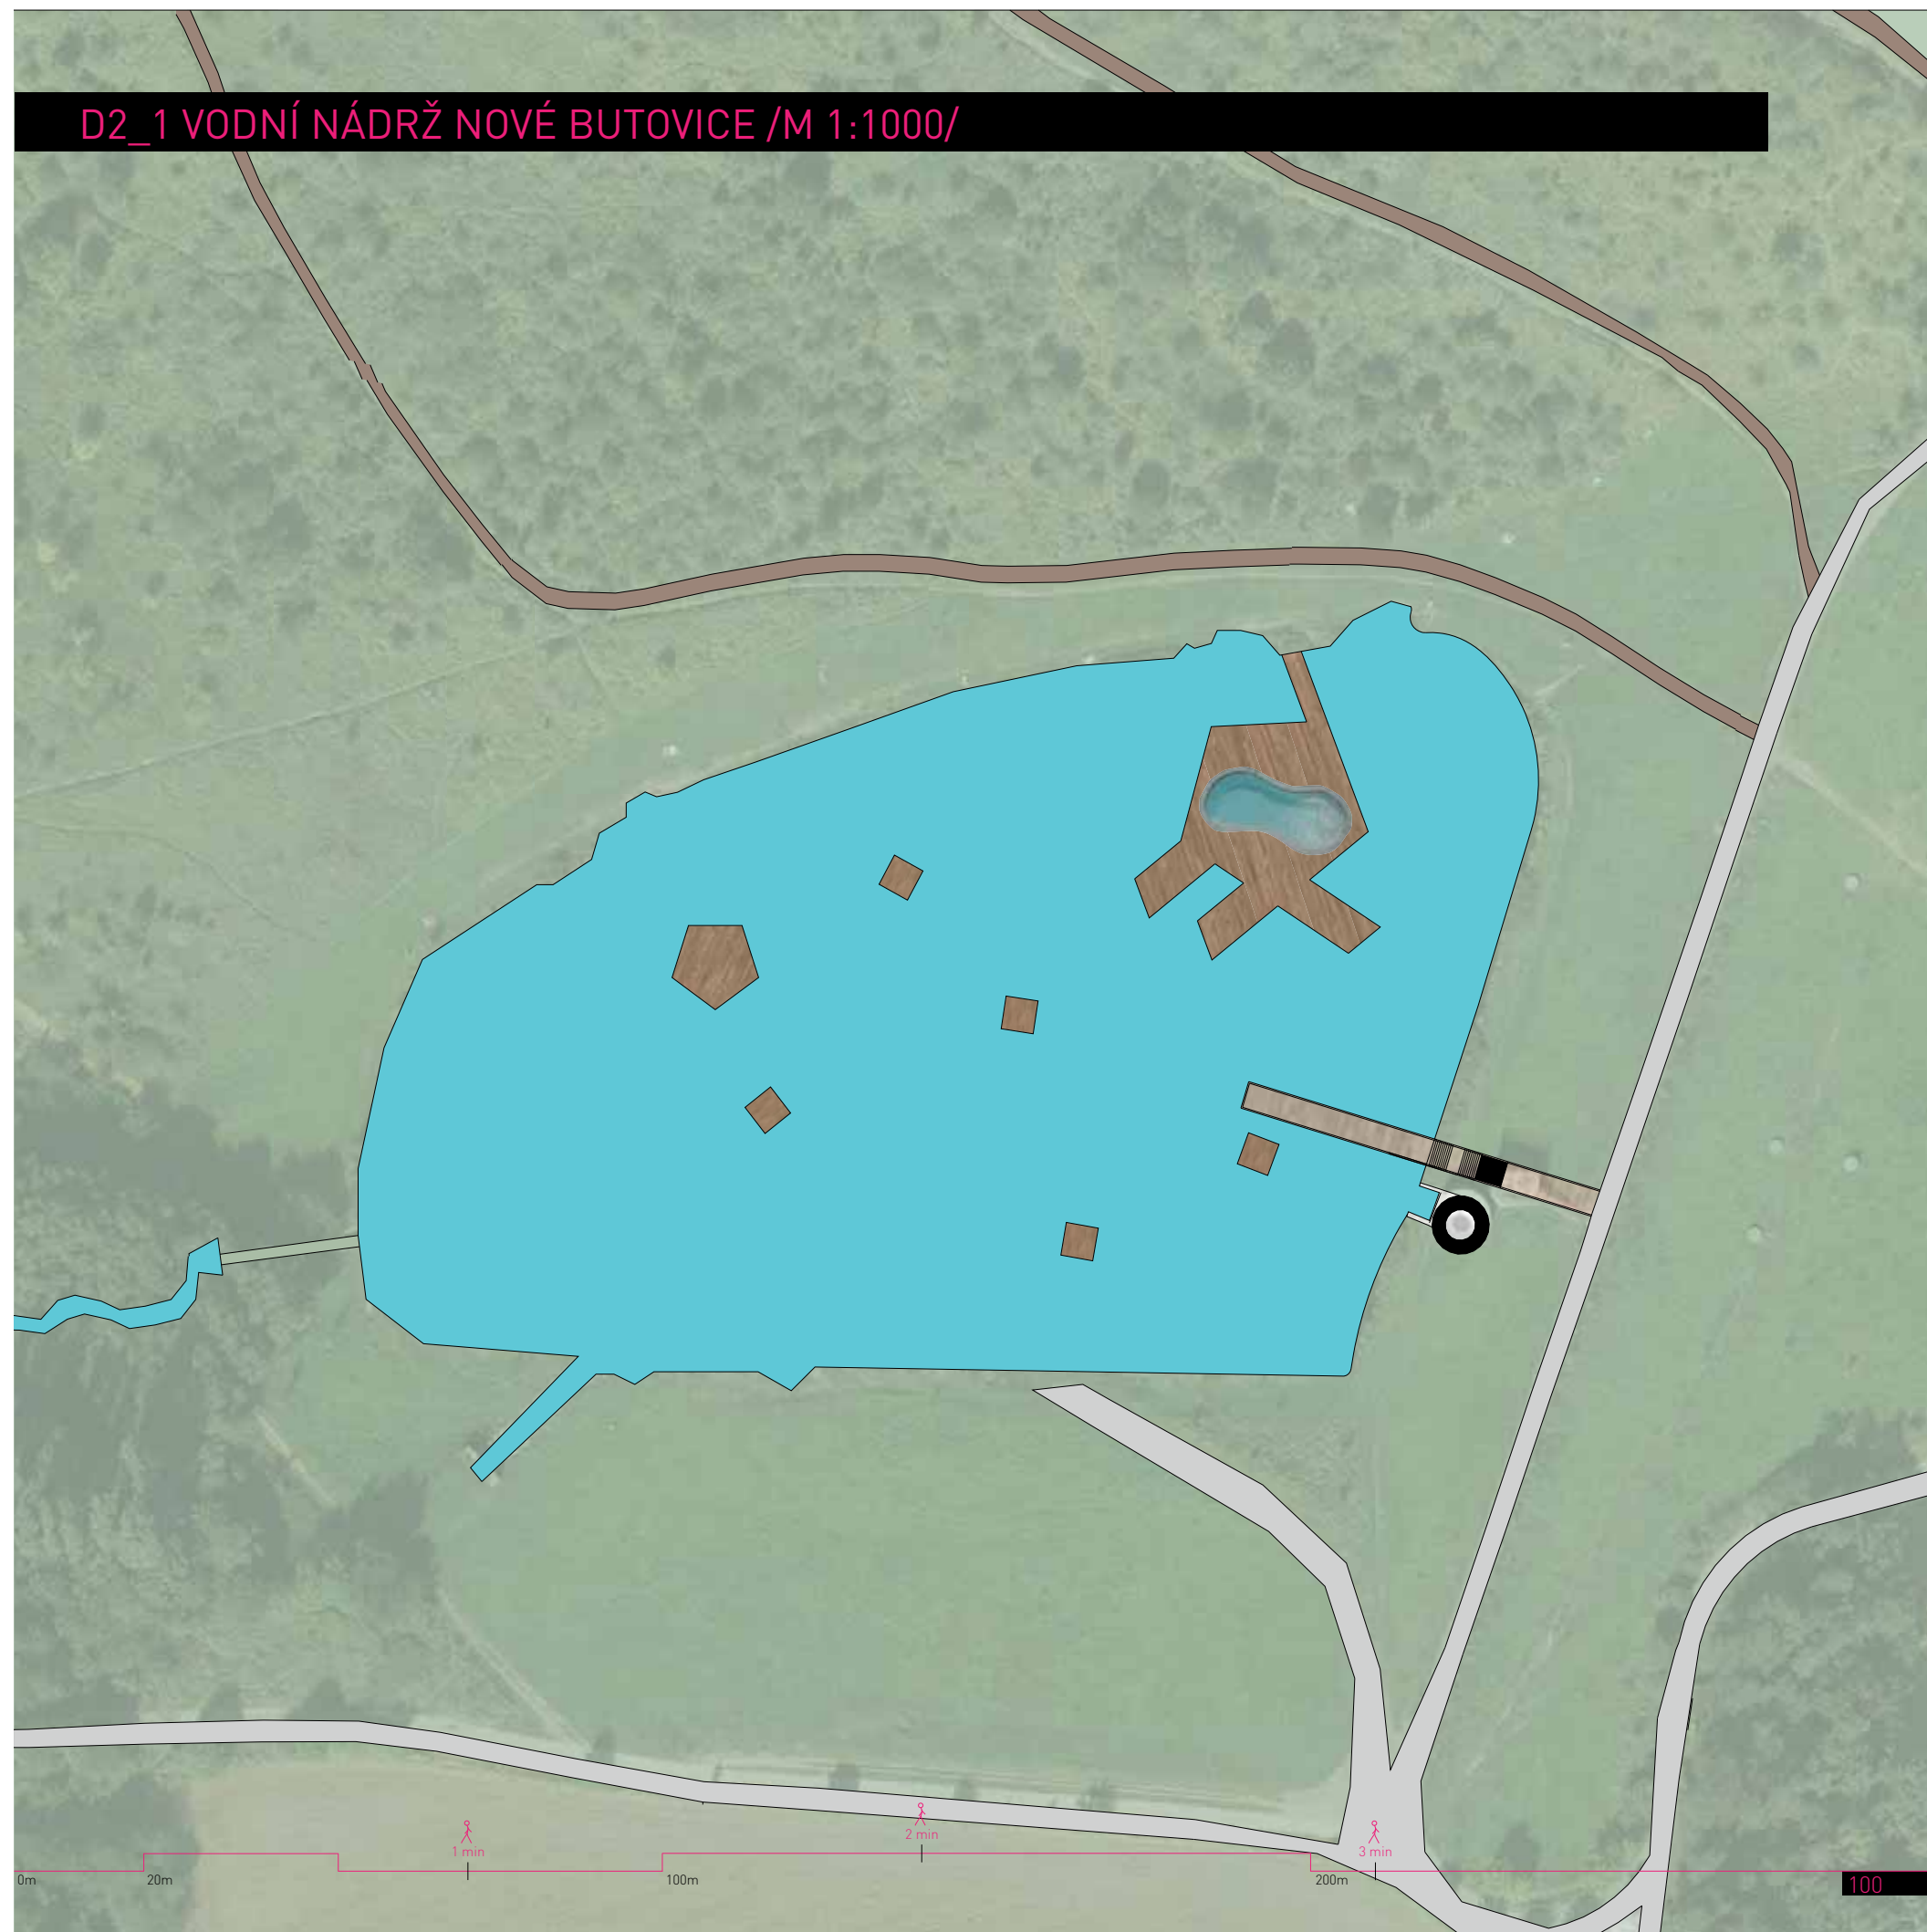 D2_1 VODNÍ NÁDRŽ NOVÉ BUTOVICE /M 1:1000/
1 min
2 min
3 min
0m 20m 100m 200m
100